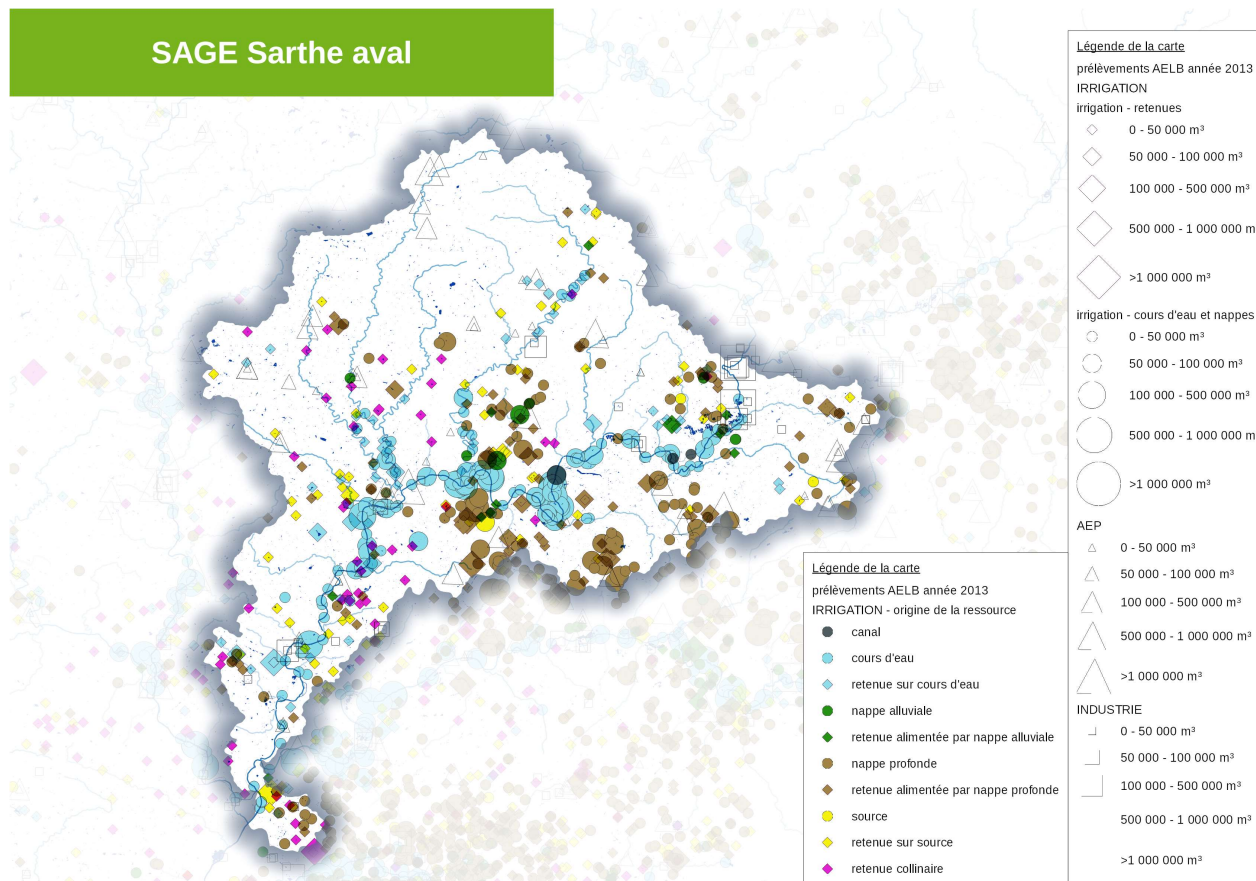 SAGE Sarthe aval
Légende de la carte
prélèvements AELB année 2013
IRRIGATION
irrigation - retenues
0 - 50 000 m³
50 000 - 100 000 m³
100 000 - 500 000 m³
500 000 - 1 000 000 m
>1 000 000 m³
irrigation - cours d'eau et nappes
0 - 50 000 m³
50 000 - 100 000 m³
100 000 - 500 000 m³
500 000 - 1 000 000 m
>1 000 000 m³
AEP
0 - 50 000 m³
50 000 - 100 000 m³
100 000 - 500 000 m³
500 000 - 1 000 000 m³
>1 000 000 m³
INDUSTRIE
0 - 50 000 m³
50 000 - 100 000 m³
100 000 - 500 000 m³
500 000 - 1 000 000 m³
>1 000 000 m³
Légende de la carte
prélèvements AELB année 2013
IRRIGATION - origine de la ressource
canal
cours d'eau
retenue sur cours d'eau
nappe alluviale
retenue alimentée par nappe alluviale
nappe profonde
retenue alimentée par nappe profonde
source
retenue sur source
retenue collinaire